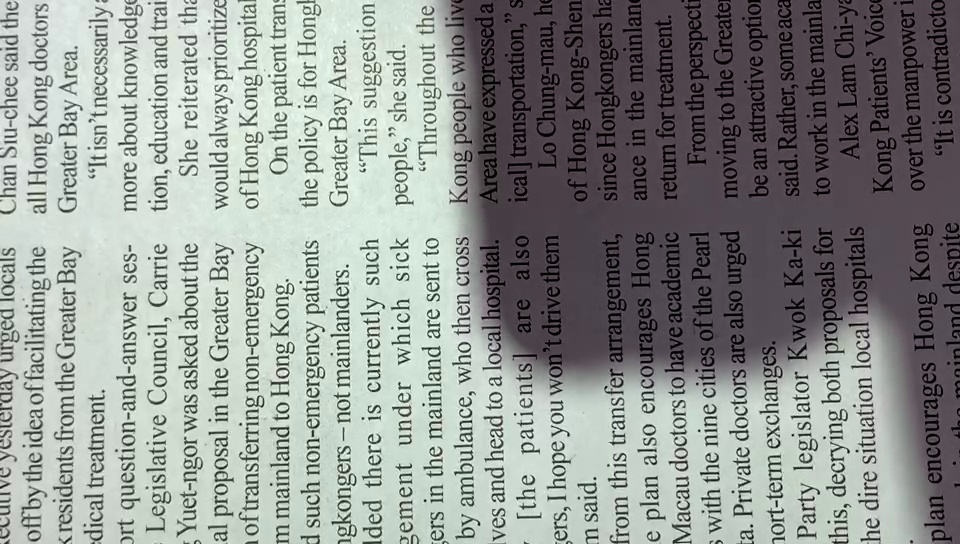 yesterday urged locals
off by the idea of facilitating the
residents from the Greater Bay
dical treatment.
ort question-and-answer ses-
Legislative Council, Carrie
Yuet-ngor was asked about the
al proposal in the Greater Bay
of transferring non-emergency
m mainland to Hong Kong.
d such non-emergency patients
ngkongers – not mainlanders.
lded there is currently such
gement under which sick
gers in the mainland are sent to
by ambulance, who then cross
ves and head to a local hospital.
[the patients] are also
gers, I hope you won't drive them
m said.
from this transfer arrangement,
e plan also encourages Hong
Macau doctors to have academic
s with the nine cities of the Pearl
ta. Private doctors are also urged
hort-term exchanges.
Party legislator Kwok Ka-ki
this, decrying both proposals for
he dire situation local hospitals
plan encourages Hong Kong
the mainland despite
Chan Siu-chee said the
all Hong Kong doctors
Greater Bay Area.
“It isn't necessarily
more about knowledge
tion, education and trai
She reiterated tha
would always prioritize
of Hong Kong hospital
On the patient trans
the policy is for Hongk
Greater Bay Area.
“This suggestion
people,” she said.
“Throughout the
Kong people who live
Area have expressed a
ical] transportation,” s
Lo Chung-mau, he
of Hong Kong-Shen
since Hongkongers ha
ance in the mainland
return for treatment.
From the perspecti
moving to the Greater
be an attractive option
said. Rather, some aca
to work in the mainla
Alex Lam Chi-ya
Kong Patients' Voice
over the manpower i
“It is contradicto